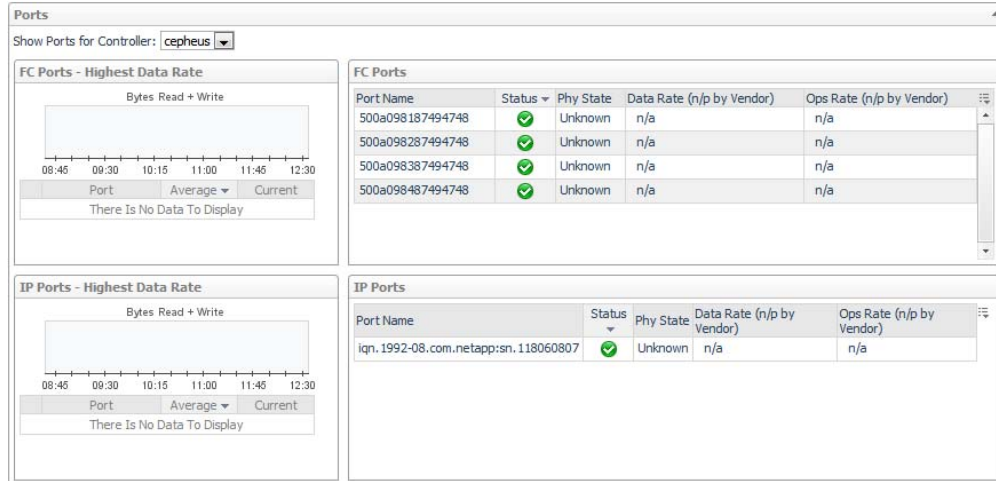 Ports
Show Ports for Controller: cepheus
FC Ports - Highest Data Rate
Bytes Read + Write
08:45 09:30 10:15 11:00 11:45 12:30
Port Average Current
There Is No Data To Display
FC Ports
Port Name Status Phy State Data Rate (n/p by Vendor) Ops Rate (n/p by Vendor)
500a098187494748 Unknown n/a n/a
500a098287494748 Unknown n/a n/a
500a098387494748 Unknown n/a n/a
500a098487494748 Unknown n/a n/a
IP Ports - Highest Data Rate
Bytes Read + Write
08:45 09:30 10:15 11:00 11:45 12:30
Port Average Current
There Is No Data To Display
IP Ports
Port Name Status Phy State Data Rate (n/p by Vendor) Ops Rate (n/p by Vendor)
iqn.1992-08.com.netapp:sn.118060807 Unknown n/a n/a